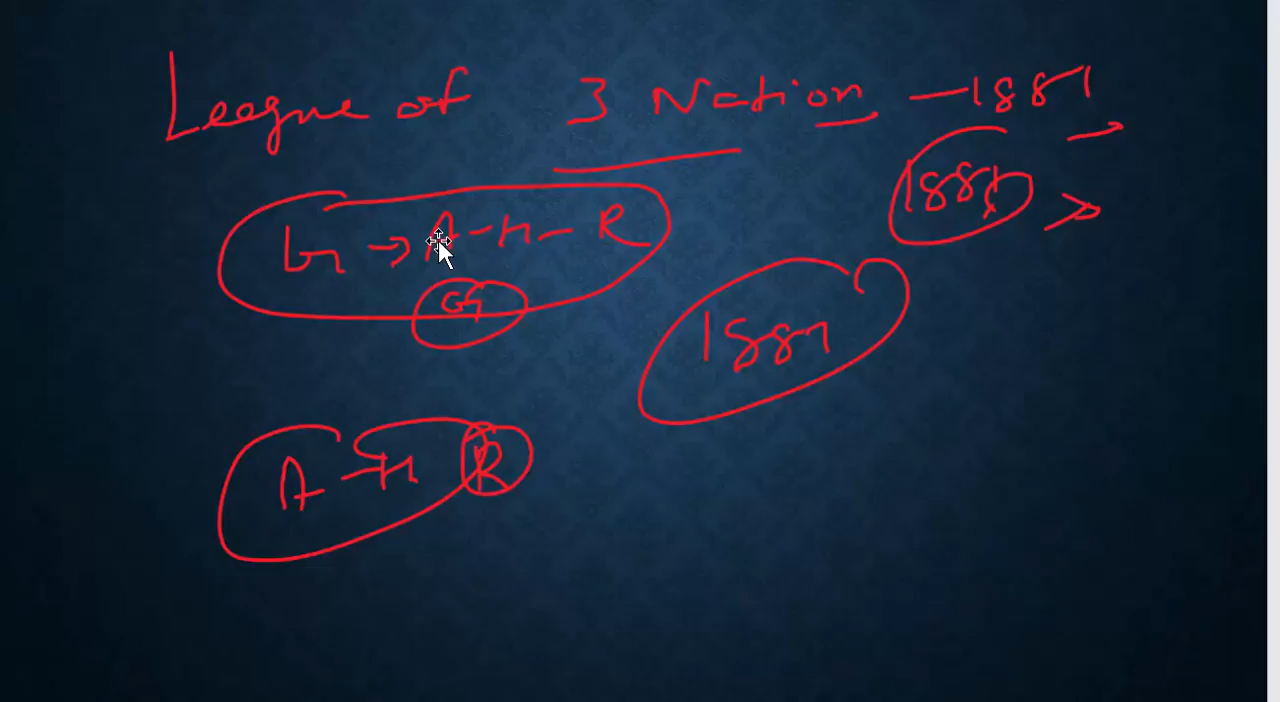 League of 3 Nation – 1881
1881
G → A - H - R
1887
A - H R